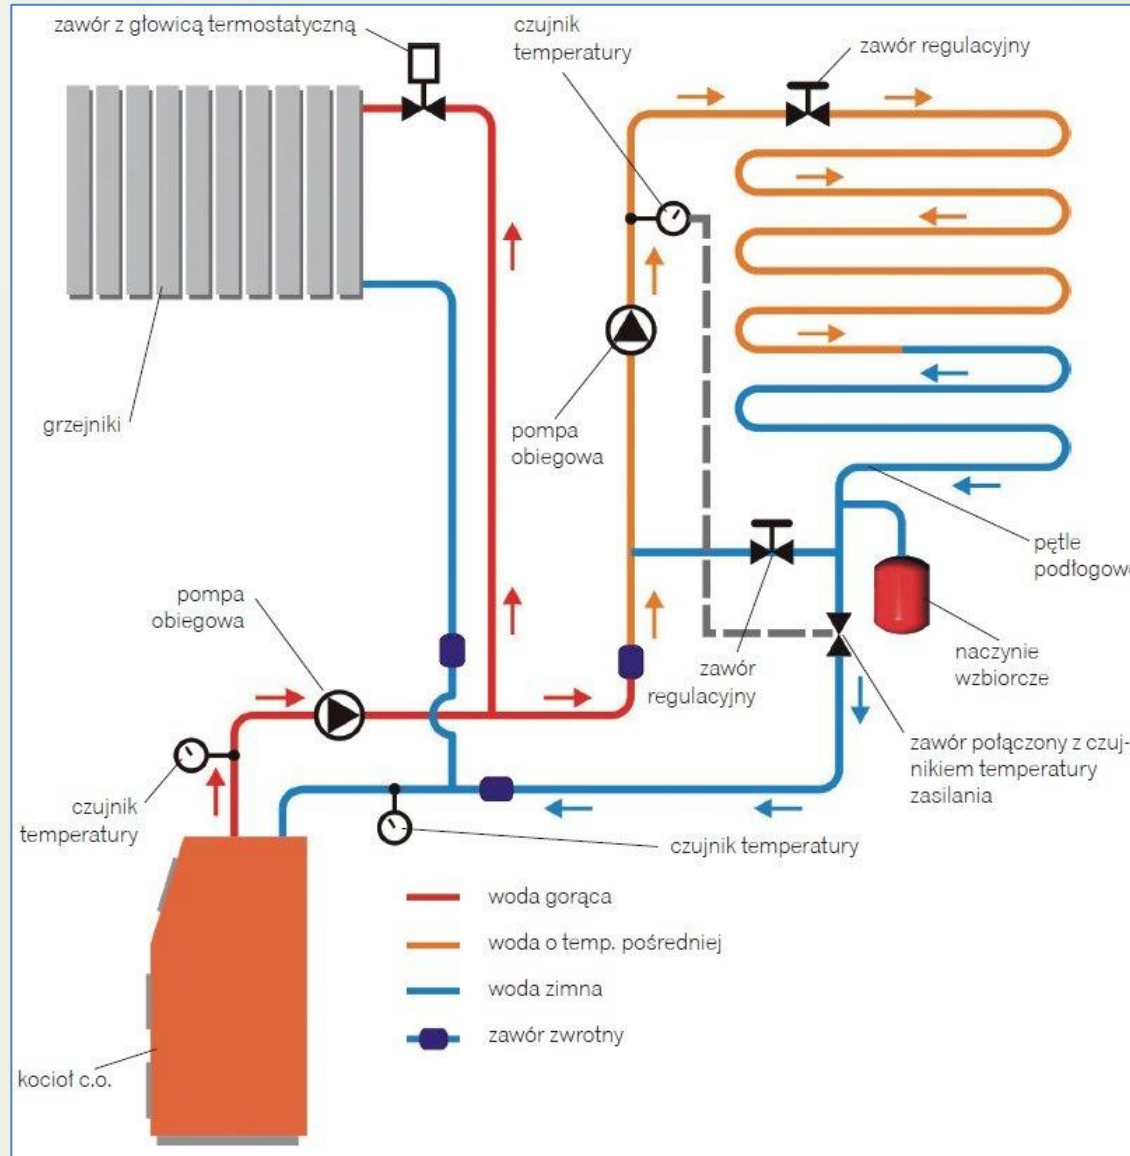 zawór z głowicą termostatyczną
czujnik
temperatury
zawór regulacyjny
grzejniki
pompa
obiegowa
pętle
podłogowe
pompa
obiegowa
zawór
regulacyjny
naczynie
wzbiorcze
zawór połączony z czuj-
nikiem temperatury
zasilania
czujnik
temperatury
czujnik temperatury
woda gorąca
woda o temp. pośredniej
woda zimna
zawór zwrotny
kocioł c.o.